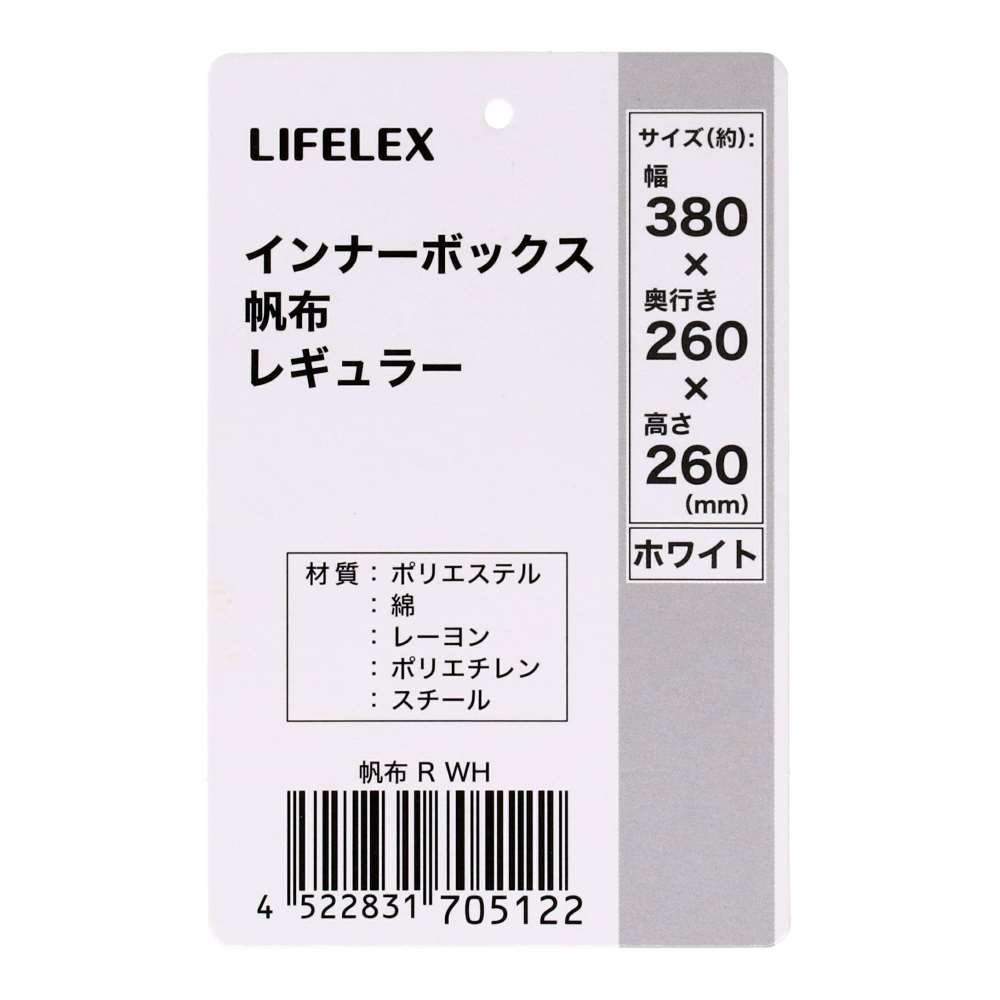 LIFELEX
インナーボックス
帆布
レギュラー
サイズ(約):
幅
380
×
奥行き
260
×
高さ
260
(mm)
ホワイト
材質：ポリエステル
：綿
：レーヨン
：ポリエチレン
：スチール
帆布 R WH
4 522831 705122